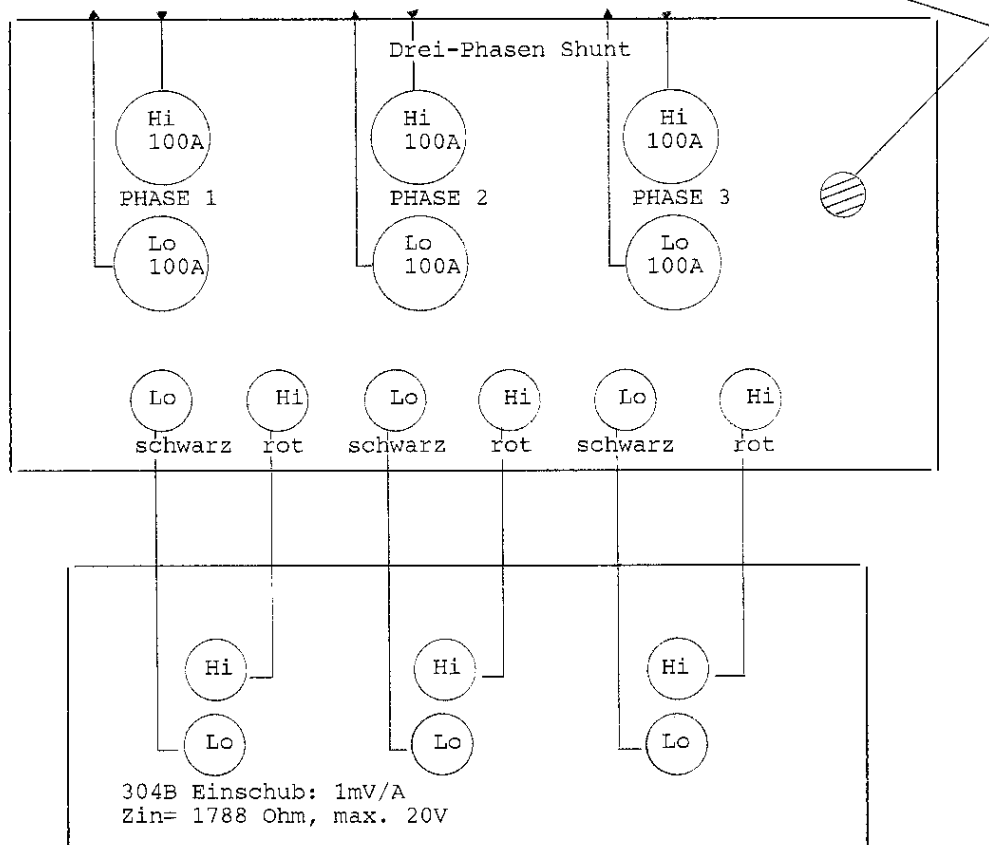 Drei-Phasen Shunt
Hi Hi Hi
100A 100A 100A
PHASE 1 PHASE 2 PHASE 3
Lo Lo Lo
100A 100A 100A
Lo Hi Lo Hi Lo Hi
schwarz rot schwarz rot schwarz rot
Hi Hi Hi
Lo Lo Lo
304B Einschub: 1mV/A
Zin= 1788 Ohm, max. 20V